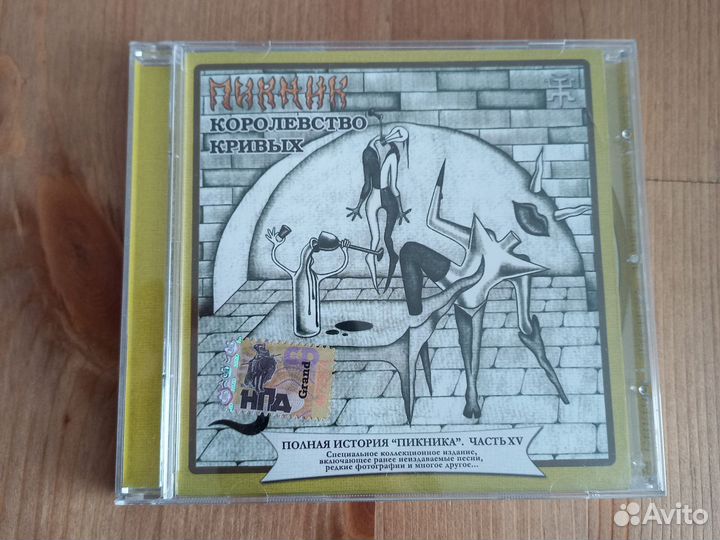 ПИКНИК
КОРОЛЕВСТВО
КРИВЫХ
НПД
Grand
ПОЛНАЯ ИСТОРИЯ "ПИКНИКА". ЧАСТЬ XV
Специальное коллекционное издание,
включающее ранее неиздаваемые песни,
редкие фотографии и многое другое...
Avito